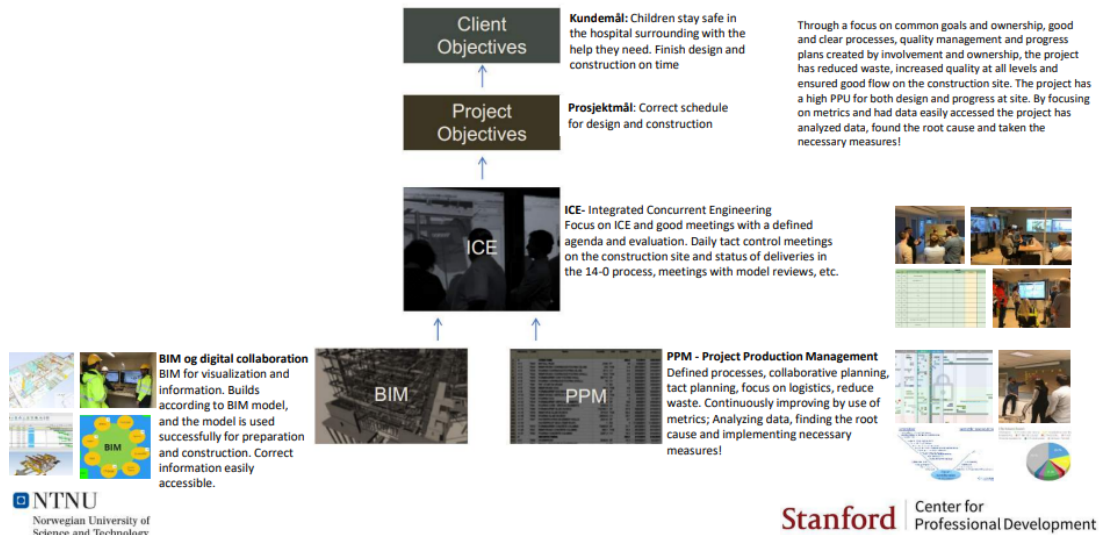 Client
Objectives
Kundemål: Children stay safe in
the hospital surrounding with the
help they need. Finish design and
construction on time
Through a focus on common goals and ownership, good
and clear processes, quality management and progress
plans created by involvement and ownership, the project
has reduced waste, increased quality at all levels and
ensured good flow on the construction site. The project has
a high PPU for both design and progress at site. By focusing
on metrics and had data easily accessed the project has
analyzed data, found the root cause and taken the
necessary measures!
Project
Objectives
Prosjektmål: Correct schedule
for design and construction
ICE
ICE- Integrated Concurrent Engineering
Focus on ICE and good meetings with a defined
agenda and evaluation. Daily tact control meetings
on the construction site and status of deliveries in
the 14-0 process, meetings with model reviews, etc.
BIM
BIM og digital collaboration
BIM for visualization and
information. Builds
according to BIM model,
and the model is used
successfully for preparation
and construction. Correct
information easily
accessible.
BIM
PPM
PPM - Project Production Management
Defined processes, collaborative planning,
tact planning, focus on logistics, reduce
waste. Continuously improving by use of
metrics; Analyzing data, finding the root
cause and implementing necessary
measures!
NTNU
Norwegian University of
Science and Technology
Stanford
Center for
Professional Development